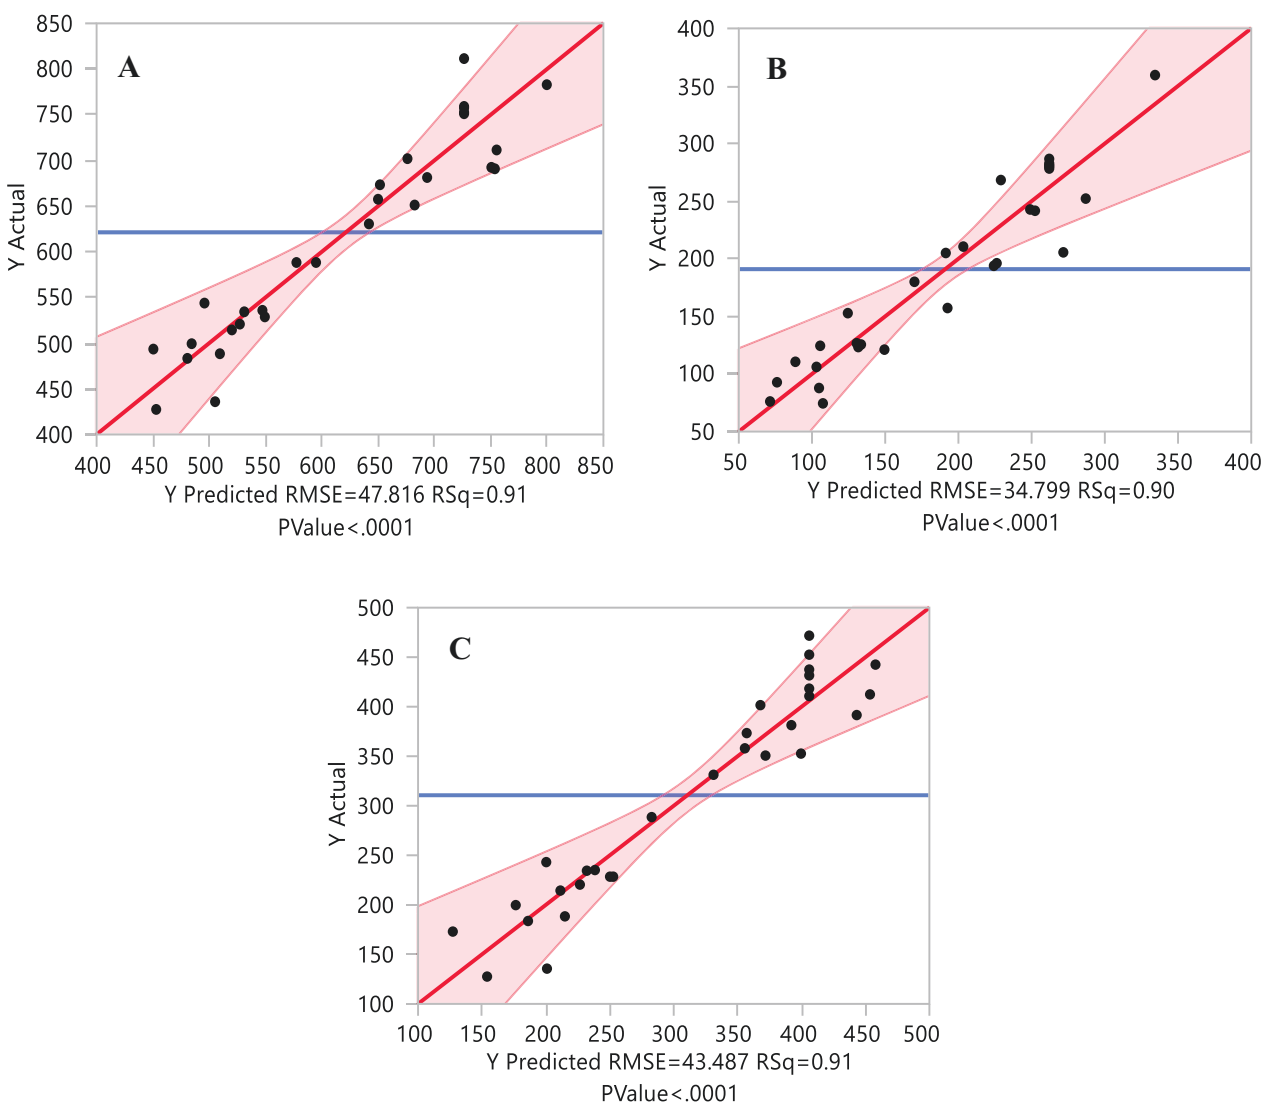 A
850
800
750
700
650
600
550
500
450
400
Y Actual
400 450 500 550 600 650 700 750 800 850
Y Predicted RMSE=47.816 RSq=0.91
PValue<.0001
B
400
350
300
250
200
150
100
50
Y Actual
50 100 150 200 250 300 350 400
Y Predicted RMSE=34.799 RSq=0.90
PValue<.0001
C
500
450
400
350
300
250
200
150
100
Y Actual
100 150 200 250 300 350 400 450 500
Y Predicted RMSE=43.487 RSq=0.91
PValue<.0001